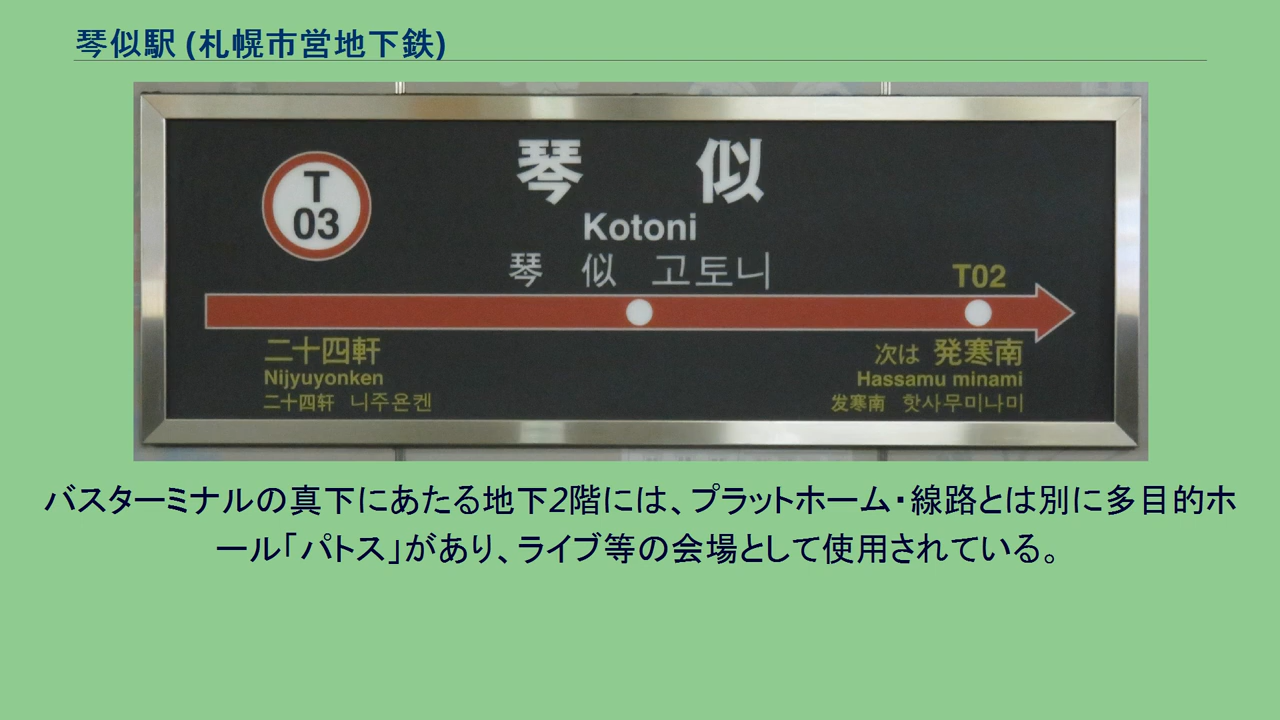 琴似駅 (札幌市営地下鉄)
T
03
琴 似
Kotoni
琴 似 고토니
T02
二十四軒
Nijyuyonken
二十四轩 니주욘켄
次は 発寒南
Hassamu minami
发寒南 핫사무미나미
バスターミナルの真下にあたる地下2階には、プラットホーム・線路とは別に多目的ホ
ール「パトス」があり、ライブ等の会場として使用されている。